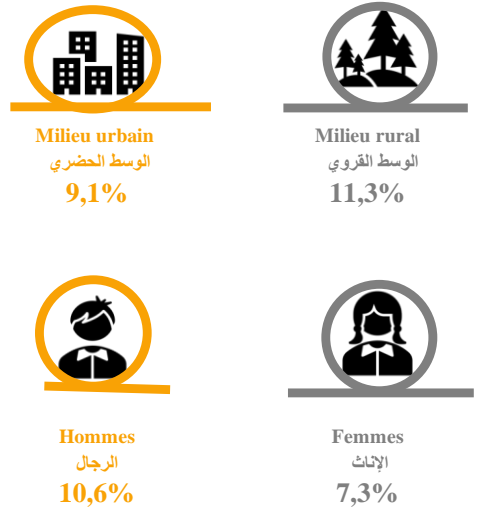 Milieu urbain
الوسط الحضري
9,1%
Milieu rural
الوسط القروي
11,3%
Hommes
الرجال
10,6%
Femmes
الإناث
7,3%